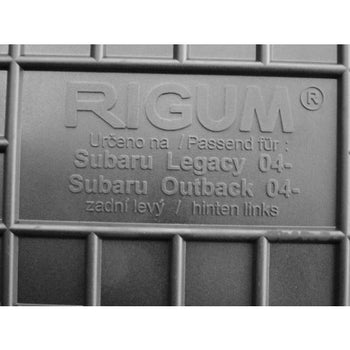 RIGUM®
Určeno na / Passend für :
Subaru Legacy 04-
Subaru Outback 04-
zadní levý / hinten links